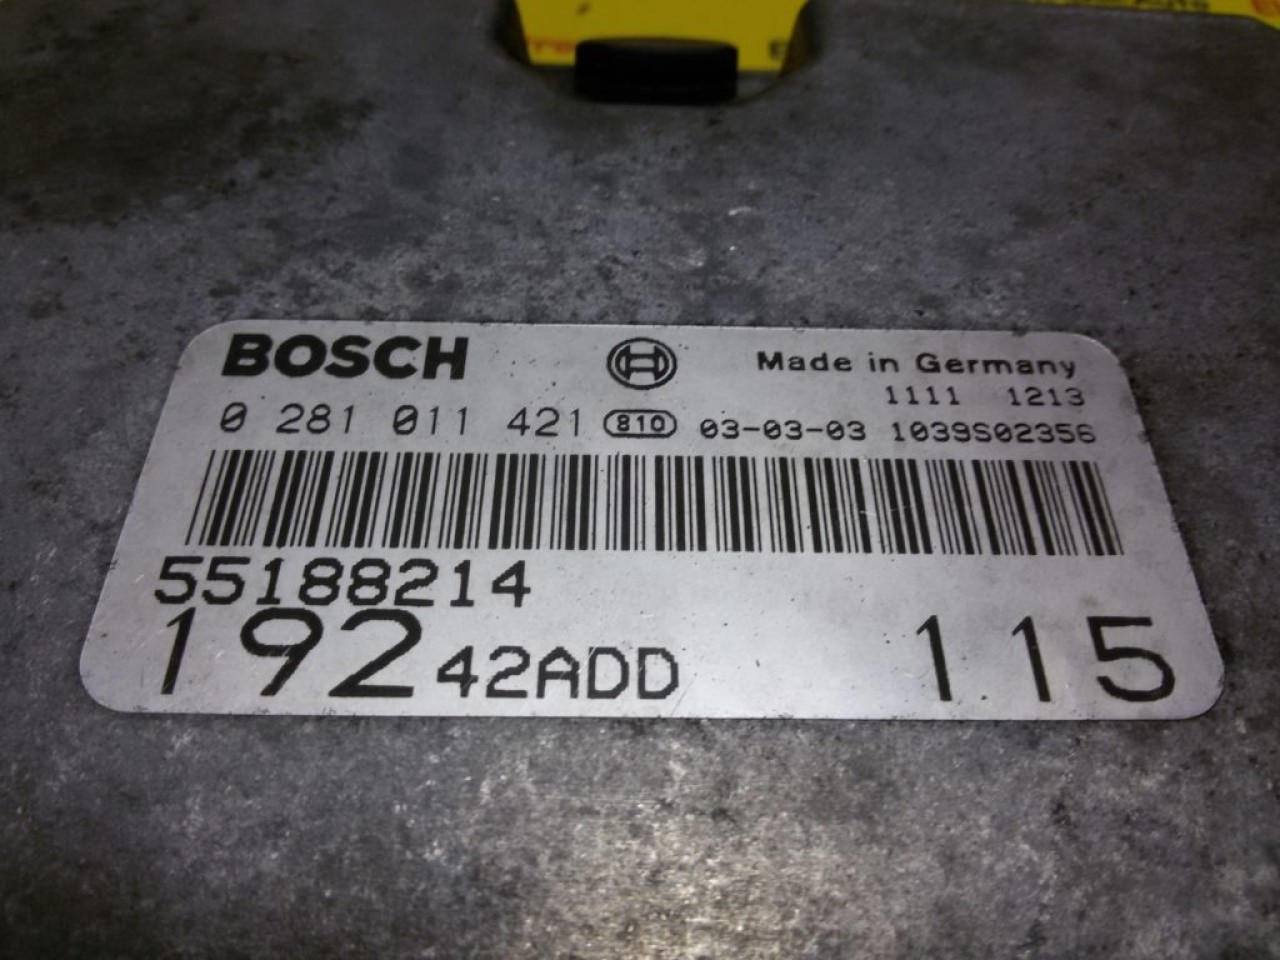 BOSCH
Made in Germany
1111 1213
0 281 011 421 810 03-03-03 1039S02356
55188214
192 42ADD 115